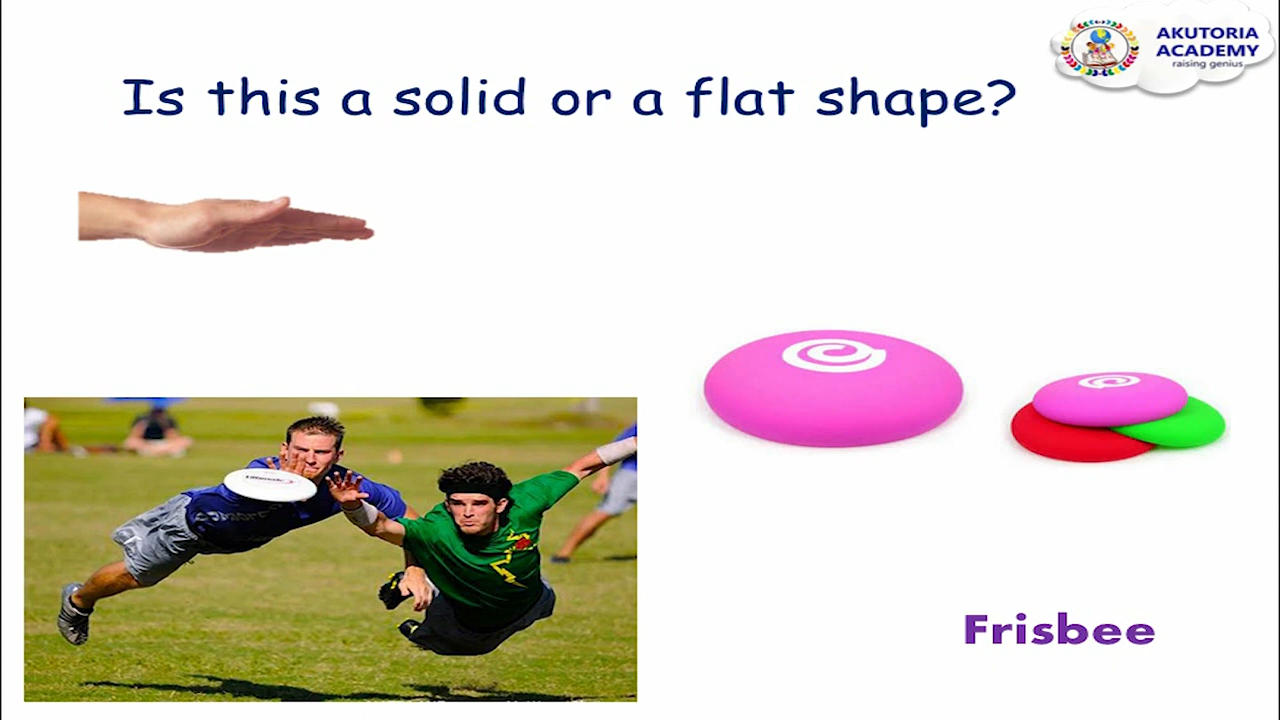 AKUTORIA
ACADEMY
raising genius
Is this a solid or a flat shape?
Frisbee